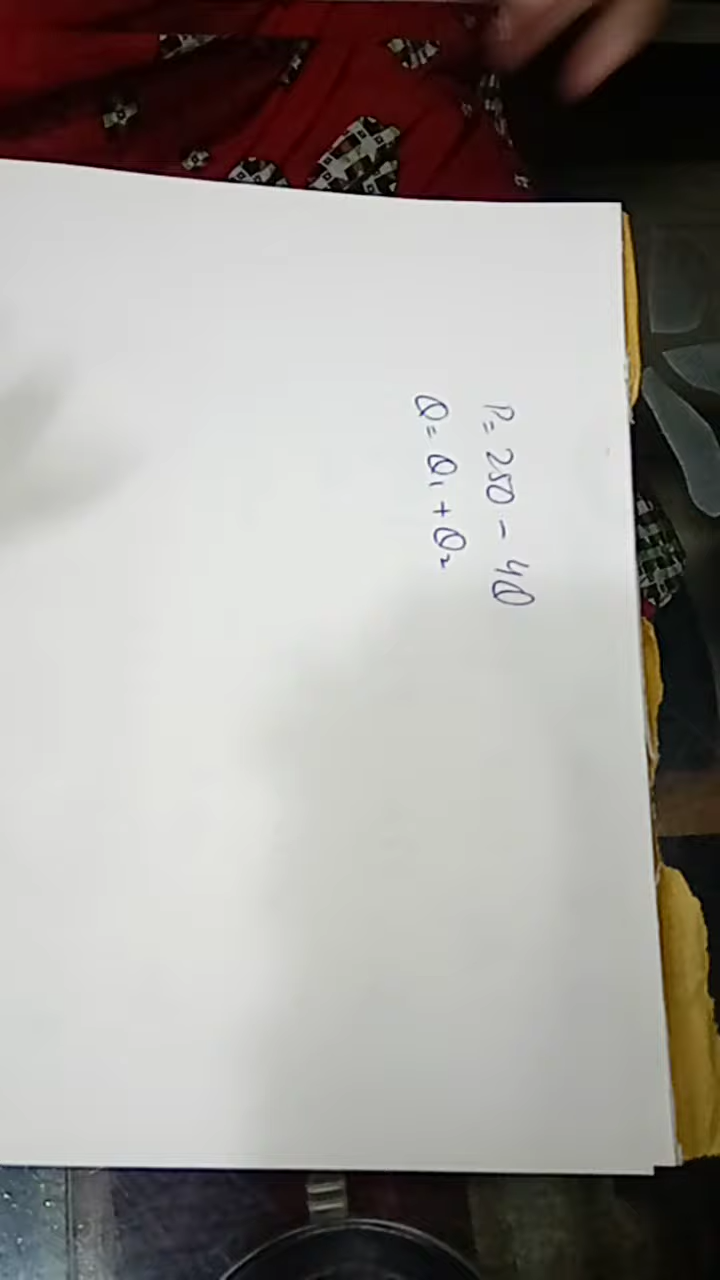 P = 250 - 4Q
Q = Q₁ + Q₂